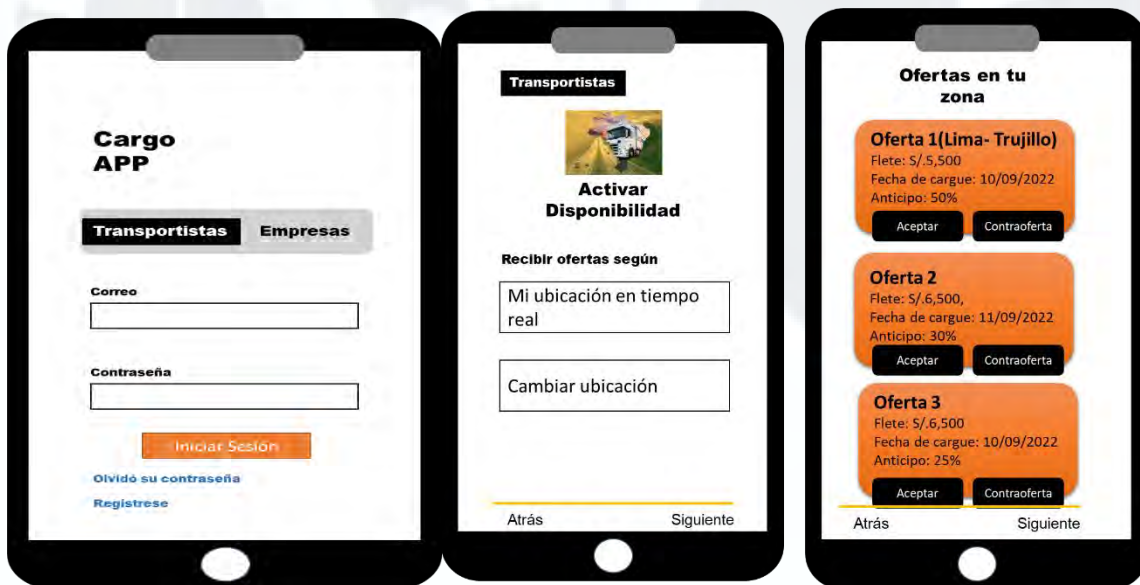 Cargo
APP
Transportistas
Empresas
Correo
Contraseña
Iniciar Sesión
Olvidó su contraseña
Registrese
Transportistas
Activar
Disponibilidad
Recibir ofertas según
Mi ubicación en tiempo
real
Cambiar ubicación
Atrás
Siguiente
Ofertas en tu
zona
Oferta 1(Lima- Trujillo)
Flete: S/.5,500
Fecha de cargue: 10/09/2022
Anticipo: 50%
Aceptar
Contraoferta
Oferta 2
Flete: S/.6,500,
Fecha de cargue: 11/09/2022
Anticipo: 30%
Aceptar
Contraoferta
Oferta 3
Flete: S/.6,500
Fecha de cargue: 10/09/2022
Anticipo: 25%
Aceptar
Contraoferta
Atrás
Siguiente